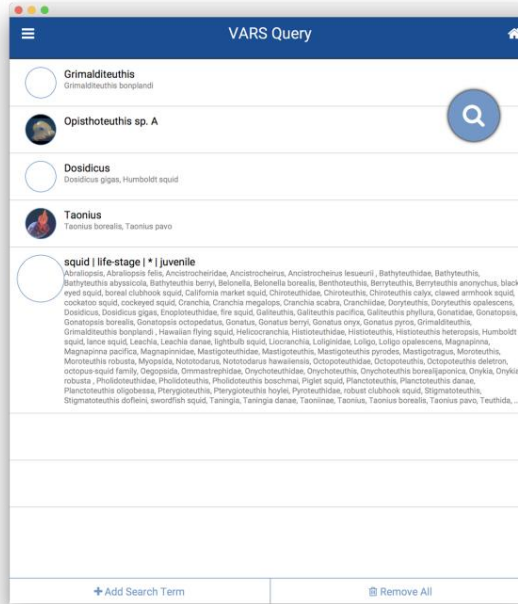 VARS Query
Grimalditeuthis
Grimalditeuthis bonplandi
Opisthoteuthis sp. A
Dosidicus
Dosidicus gigas, Humboldt squid
Taonius
Taonius borealis, Taonius pavo
squid | life-stage | * | juvenile
Abraliopsis, Abraliopsis felis, Ancistrocheiridae, Ancistrocheirus, Ancistrocheirus lesueurii , Bathyteuthidae, Bathyteuthis,
Bathyteuthis abyssicola, Bathyteuthis berryi, Belonella, Belonella borealis, Benthoteuthis, Berryteuthis, Berryteuthis anonychus, black-
eyed squid, boreal clubhook squid, California market squid, Chiroteuthidae, Chiroteuthis, Chiroteuthis calyx, clawed armhook squid,
cockatoo squid, cockeyed squid, Cranchia, Cranchia megalops, Cranchia scabra, Cranchiidae, Doryteuthis, Doryteuthis opalescens,
Dosidicus, Dosidicus gigas, Enoploteuthidae, fire squid, Galiteuthis, Galiteuthis pacifica, Galiteuthis phyllura, Gonatidae, Gonatopsis,
Gonatopsis borealis, Gonatopsis octopedatus, Gonatus, Gonatus berryi, Gonatus onyx, Gonatus pyros, Grimalditeuthis,
Grimalditeuthis bonplandi , Hawaiian flying squid, Helicocranchia, Histioteuthidae, Histioteuthis, Histioteuthis heteropsis, Humboldt
squid, lance squid, Leachia, Leachia danae, lightbulb squid, Liocranchia, Loliginidae, Loligo, Loligo opalescens, Magnapinna,
Magnapinna pacifica, Magnapinnidae, Mastigoteuthidae, Mastigoteuthis, Mastigoteuthis pyrodes, Mastigotragus, Moroteuthis,
Moroteuthis robusta, Myopsida, Nototodarus, Nototodarus hawaiiensis, Octopoteuthidae, Octopoteuthis, Octopoteuthis deletron,
octopus-squid family, Oegopsida, Ommastrephidae, Onychoteuthidae, Onychoteuthis, Onychoteuthis borealijaponica, Onykia, Onykia
robusta , Pholidoteuthidae, Pholidoteuthis, Pholidoteuthis boschmai, Piglet squid, Planctoteuthis, Planctoteuthis danae,
Planctoteuthis oligobessa, Pterygioteuthis, Pterygioteuthis hoylei, Pyroteuthidae, robust clubhook squid, Stigmatoteuthis,
Stigmatoteuthis dofleini, swordfish squid, Taningia, Taningia danae, Taoniinae, Taonius, Taonius borealis, Taonius pavo, Teuthida, ...
Add Search Term
Remove All